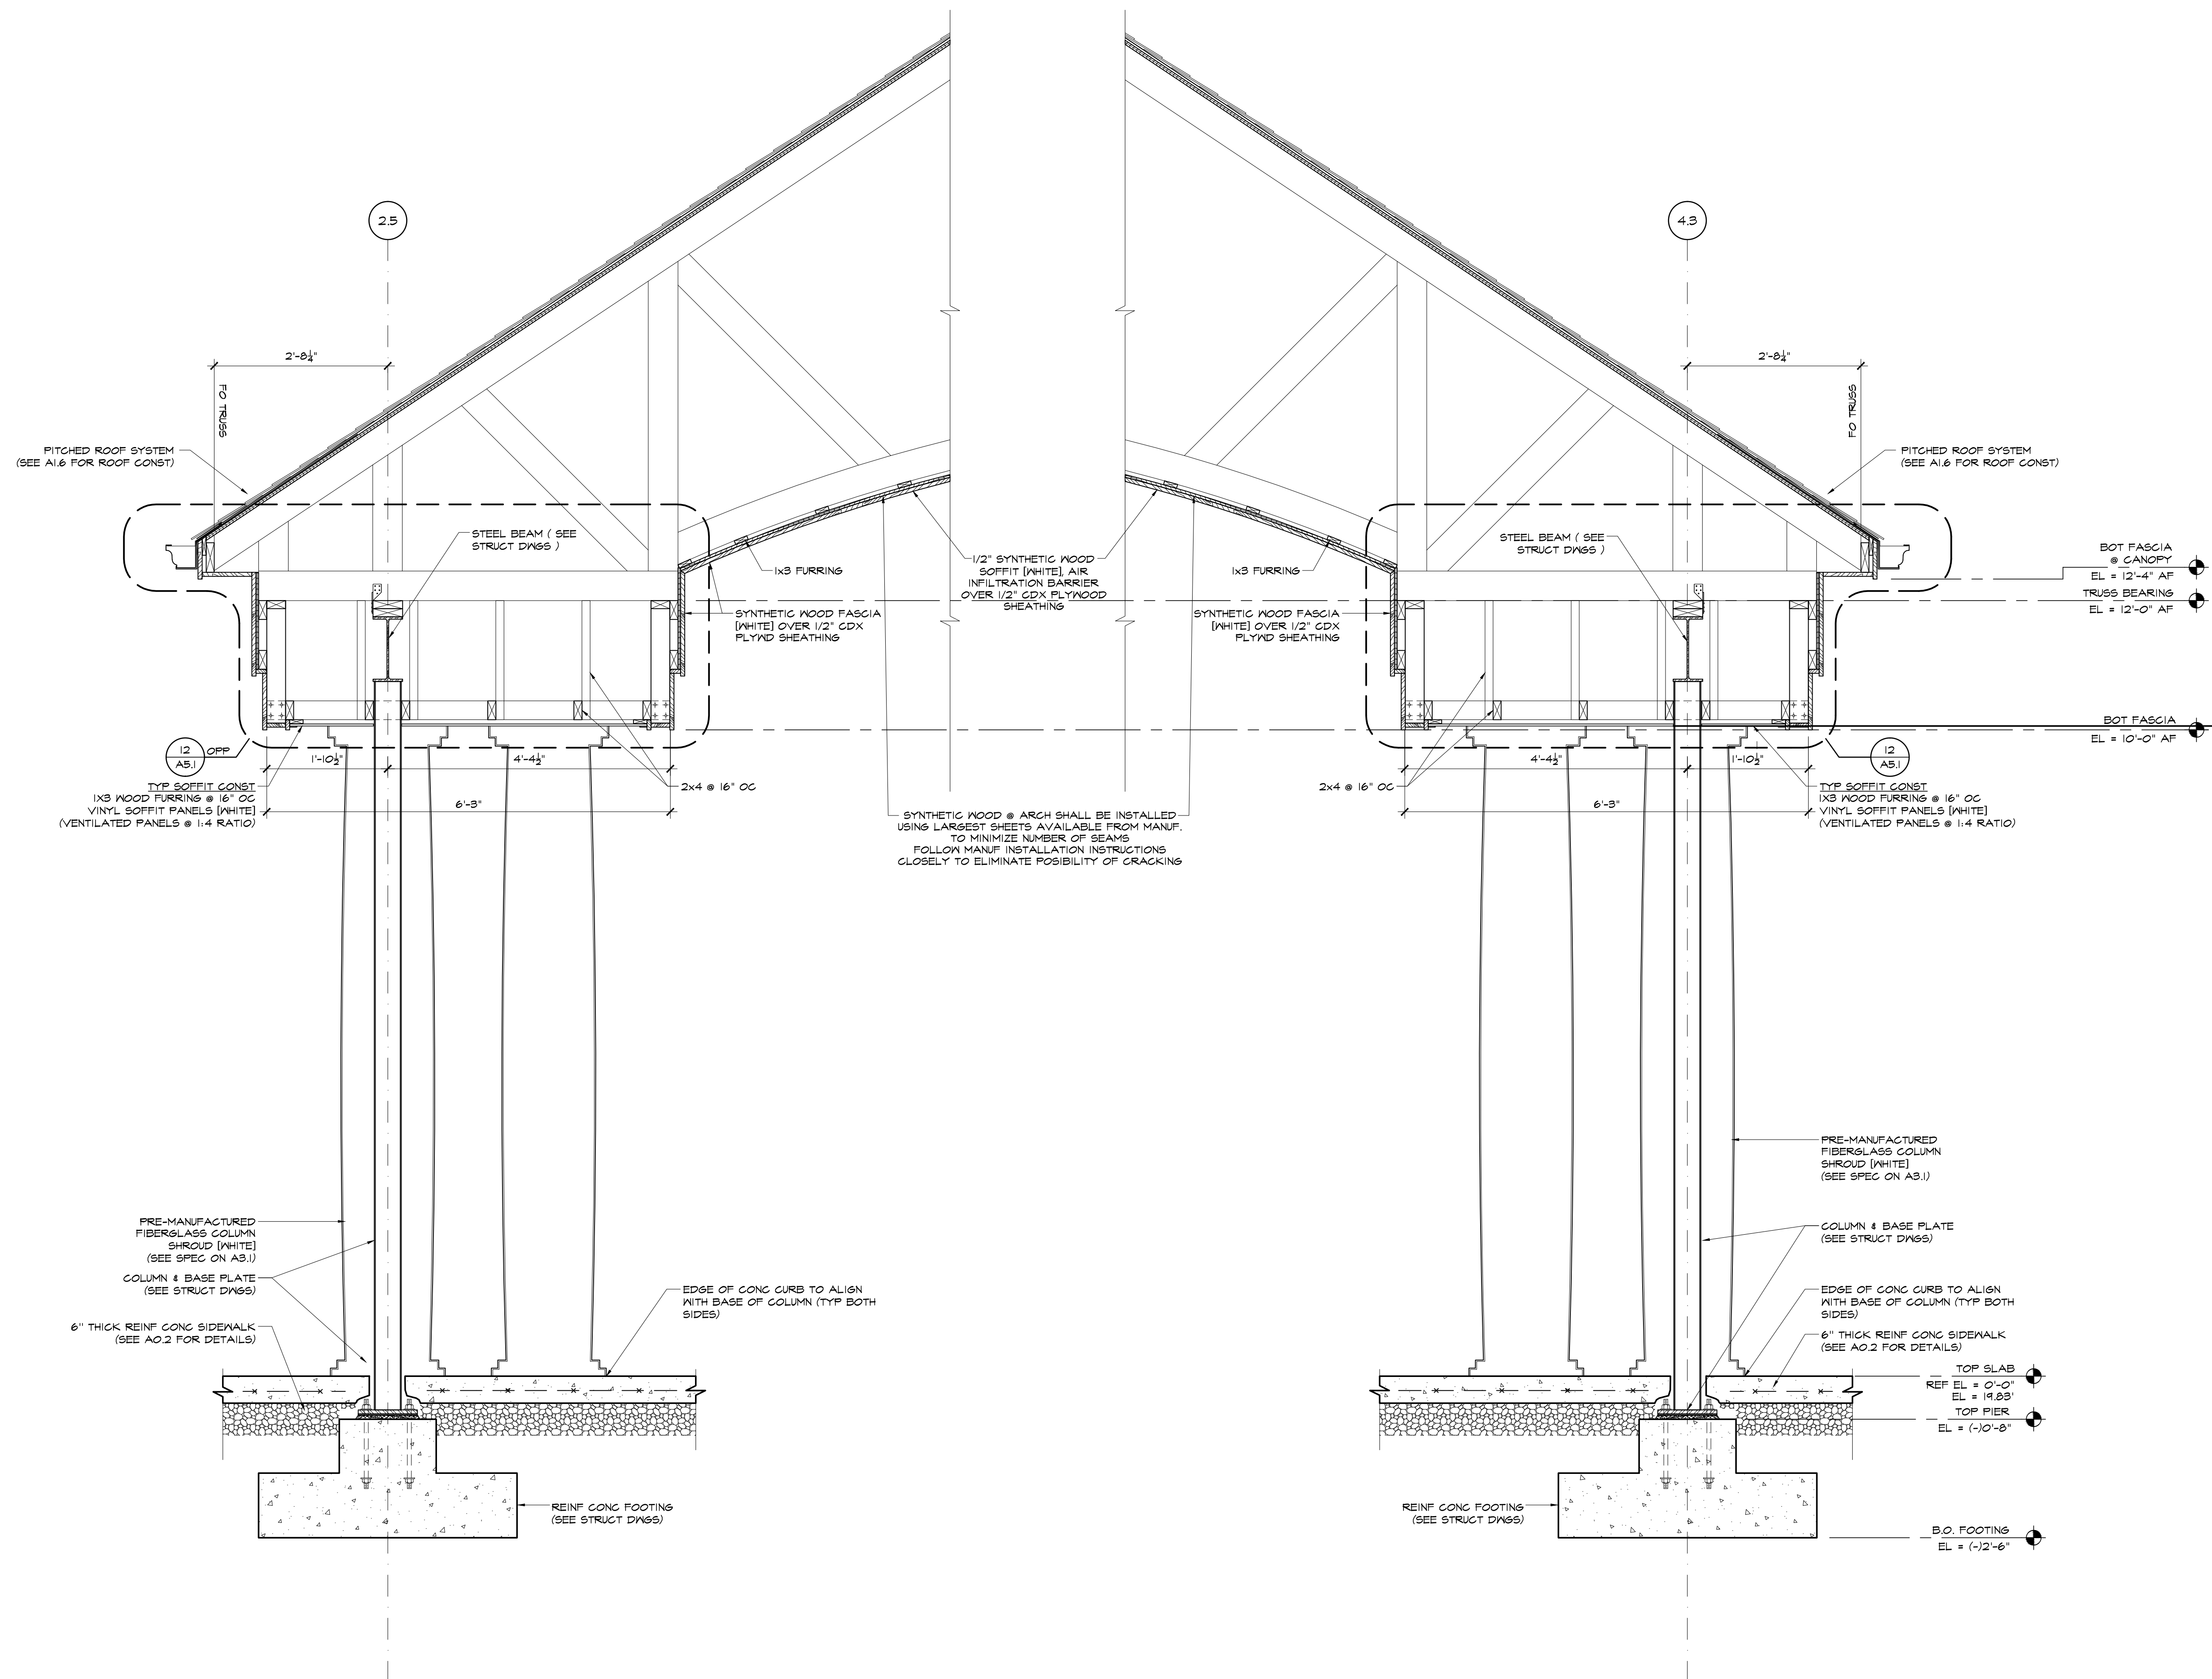 2.5
4.3
2'-8¼"
2'-8¼"
FO TRUSS
FO TRUSS
PITCHED ROOF SYSTEM
(SEE A1.6 FOR ROOF CONST)
PITCHED ROOF SYSTEM
(SEE A1.6 FOR ROOF CONST)
STEEL BEAM ( SEE
STRUCT DWGS )
STEEL BEAM ( SEE
STRUCT DWGS )
1x3 FURRING
1/2" SYNTHETIC WOOD
SOFFIT [WHITE], AIR
INFILTRATION BARRIER
OVER 1/2" CDX PLYWOOD
SHEATHING
1x3 FURRING
SYNTHETIC WOOD FASCIA
[WHITE] OVER 1/2" CDX
PLYWD SHEATHING
SYNTHETIC WOOD FASCIA
[WHITE] OVER 1/2" CDX
PLYWD SHEATHING
BOT FASCIA
@ CANOPY
EL = 12'-4" AF
TRUSS BEARING
EL = 12'-0" AF
BOT FASCIA
EL = 10'-0" AF
12
A5.1
OPP
1'-10½"
4'-4½"
6'-3"
4'-4½"
1'-10½"
6'-3"
12
A5.1
TYP SOFFIT CONST
1X3 WOOD FURRING @ 16" OC
VINYL SOFFIT PANELS [WHITE]
(VENTILATED PANELS @ 1:4 RATIO)
2x4 @ 16" OC
2x4 @ 16" OC
TYP SOFFIT CONST
1X3 WOOD FURRING @ 16" OC
VINYL SOFFIT PANELS [WHITE]
(VENTILATED PANELS @ 1:4 RATIO)
SYNTHETIC WOOD @ ARCH SHALL BE INSTALLED
USING LARGEST SHEETS AVAILABLE FROM MANUF.
TO MINIMIZE NUMBER OF SEAMS
FOLLOW MANUF INSTALLATION INSTRUCTIONS
CLOSELY TO ELIMINATE POSIBILITY OF CRACKING
PRE-MANUFACTURED
FIBERGLASS COLUMN
SHROUD [WHITE]
(SEE SPEC ON A3.1)
COLUMN & BASE PLATE
(SEE STRUCT DWGS)
6" THICK REINF CONC SIDEWALK
(SEE A0.2 FOR DETAILS)
EDGE OF CONC CURB TO ALIGN
WITH BASE OF COLUMN (TYP BOTH
SIDES)
REINF CONC FOOTING
(SEE STRUCT DWGS)
PRE-MANUFACTURED
FIBERGLASS COLUMN
SHROUD [WHITE]
(SEE SPEC ON A3.1)
COLUMN & BASE PLATE
(SEE STRUCT DWGS)
EDGE OF CONC CURB TO ALIGN
WITH BASE OF COLUMN (TYP BOTH
SIDES)
6" THICK REINF CONC SIDEWALK
(SEE A0.2 FOR DETAILS)
TOP SLAB
REF EL = 0'-0"
EL = 19.83'
TOP PIER
EL = (-)0'-8"
REINF CONC FOOTING
(SEE STRUCT DWGS)
B.O. FOOTING
EL = (-)2'-6"